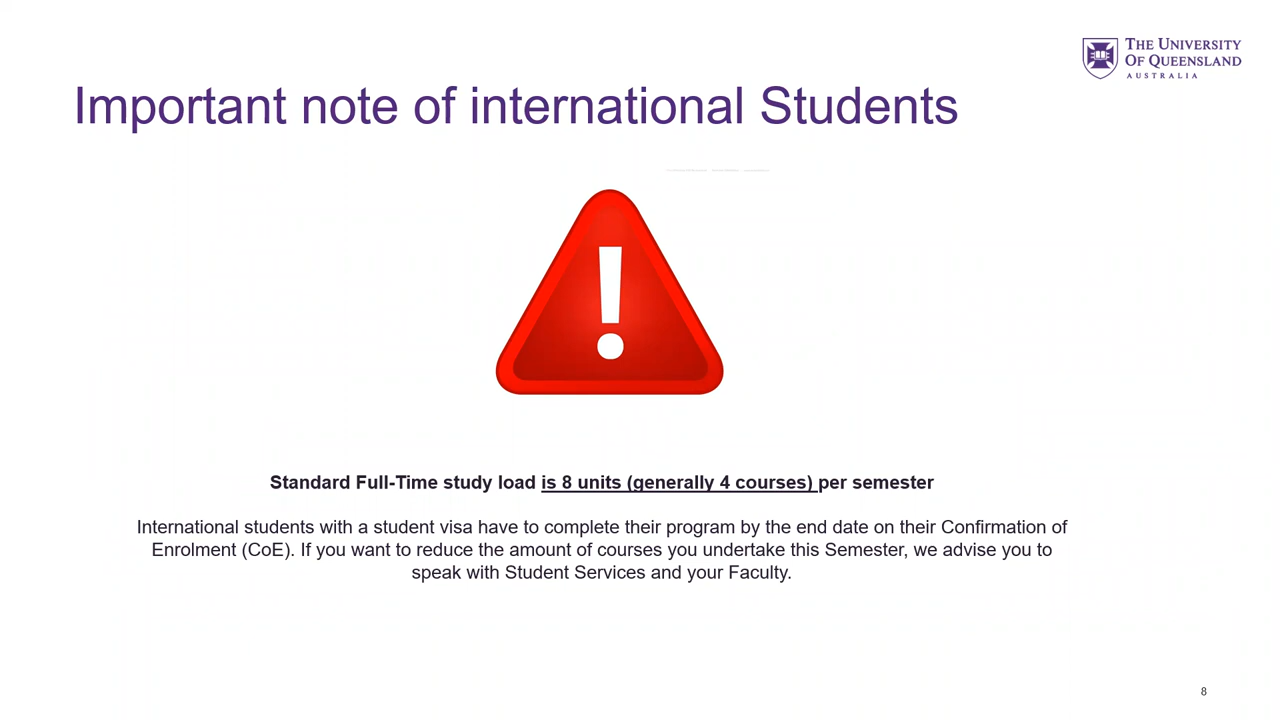 THE UNIVERSITY
OF QUEENSLAND
AUSTRALIA
Important note of international Students
Standard Full-Time study load is 8 units (generally 4 courses) per semester
International students with a student visa have to complete their program by the end date on their Confirmation of
Enrolment (CoE). If you want to reduce the amount of courses you undertake this Semester, we advise you to
speak with Student Services and your Faculty.
8